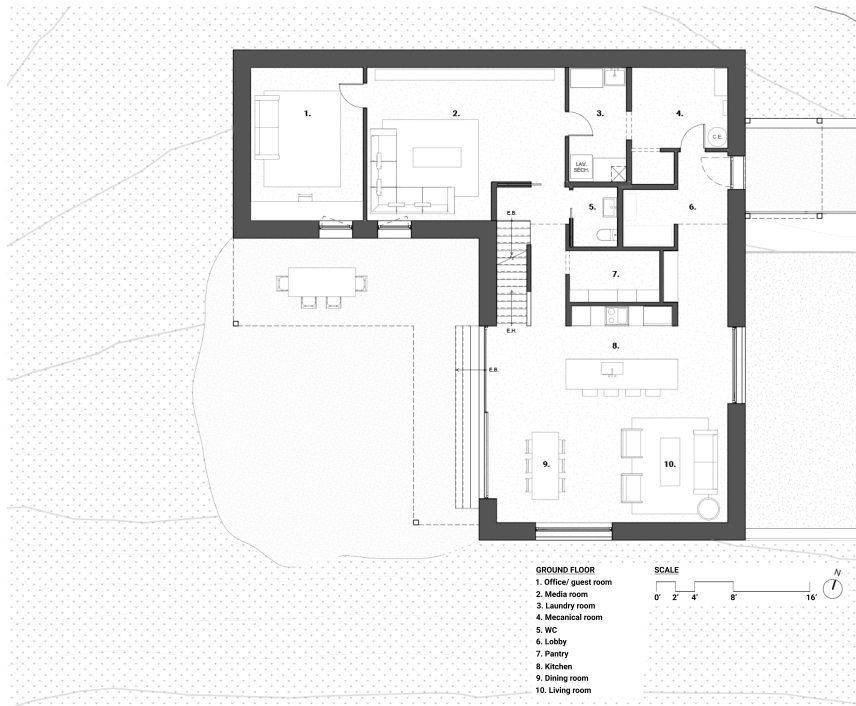 1.
2.
3.
4.
C.E.
LAV.
SÉCH.
5.
6.
E.B.
7.
E.H.
8.
E.B.
9.
10.
GROUND FLOOR
1. Office/ guest room
2. Media room
3. Laundry room
4. Mecanical room
5. WC
6. Lobby
7. Pantry
8. Kitchen
9. Dining room
10. Living room
SCALE
0' 2' 4' 8' 16'
N